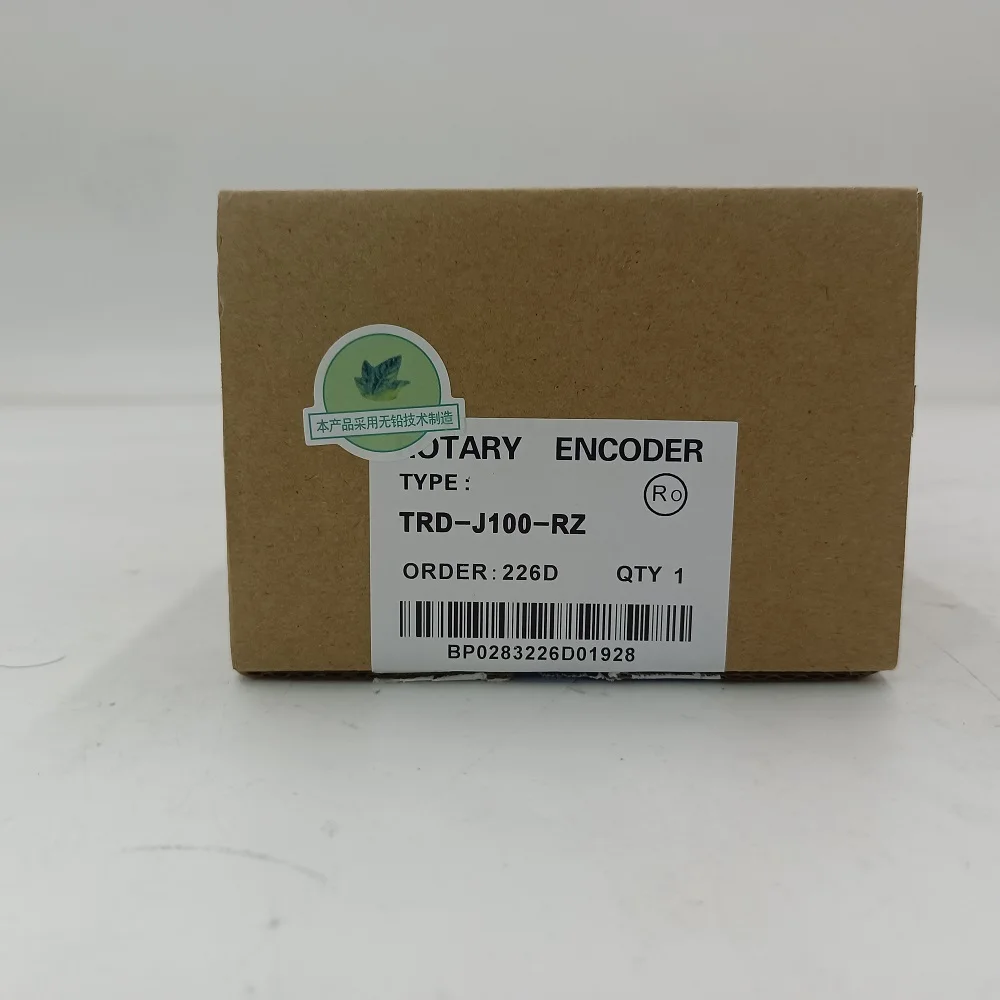 本产品采用无铅技术制造
ROTARY ENCODER
TYPE:
Ro
TRD-J100-RZ
ORDER: 226D QTY 1
BP0283226D01928